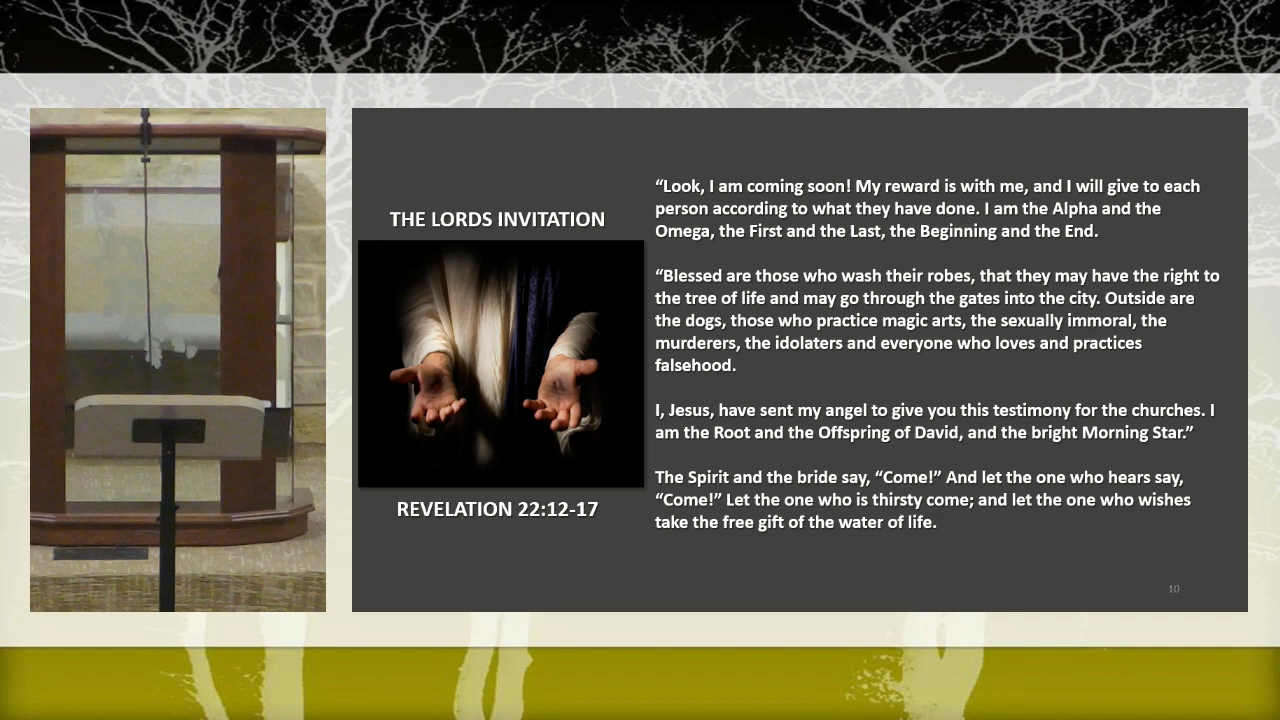 THE LORDS INVITATION
REVELATION 22:12-17
“Look, I am coming soon! My reward is with me, and I will give to each
person according to what they have done. I am the Alpha and the
Omega, the First and the Last, the Beginning and the End.
“Blessed are those who wash their robes, that they may have the right to
the tree of life and may go through the gates into the city. Outside are
the dogs, those who practice magic arts, the sexually immoral, the
murderers, the idolaters and everyone who loves and practices
falsehood.
I, Jesus, have sent my angel to give you this testimony for the churches. I
am the Root and the Offspring of David, and the bright Morning Star.”
The Spirit and the bride say, “Come!” And let the one who hears say,
“Come!” Let the one who is thirsty come; and let the one who wishes
take the free gift of the water of life.
10